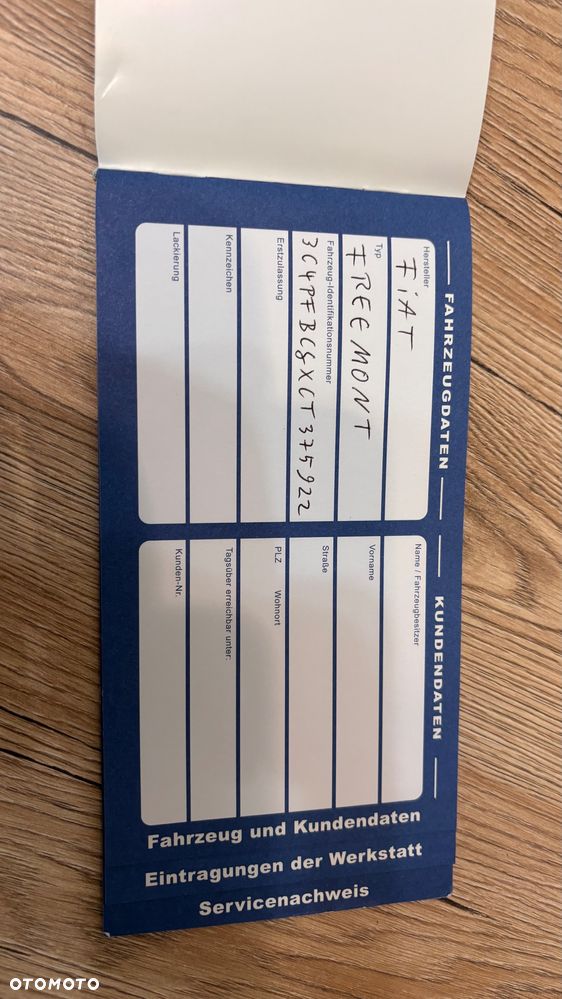 FAHRZEUGDATEN
Hersteller
FiAT
Typ
FREEMONT
Fahrzeug-Identifikationsnummer
3C4PFBCGXCT375922
Erstzulassung
Kennzeichen
Lackierung
KUNDENDATEN
Name / Fahrzeugbesitzer
Vorname
Straße
PLZ Wohnort
Tagsüber erreichbar unter:
Kunden-Nr.
Fahrzeug und Kundendaten
Eintragungen der Werkstatt
Servicenachweis
OTOMOTO